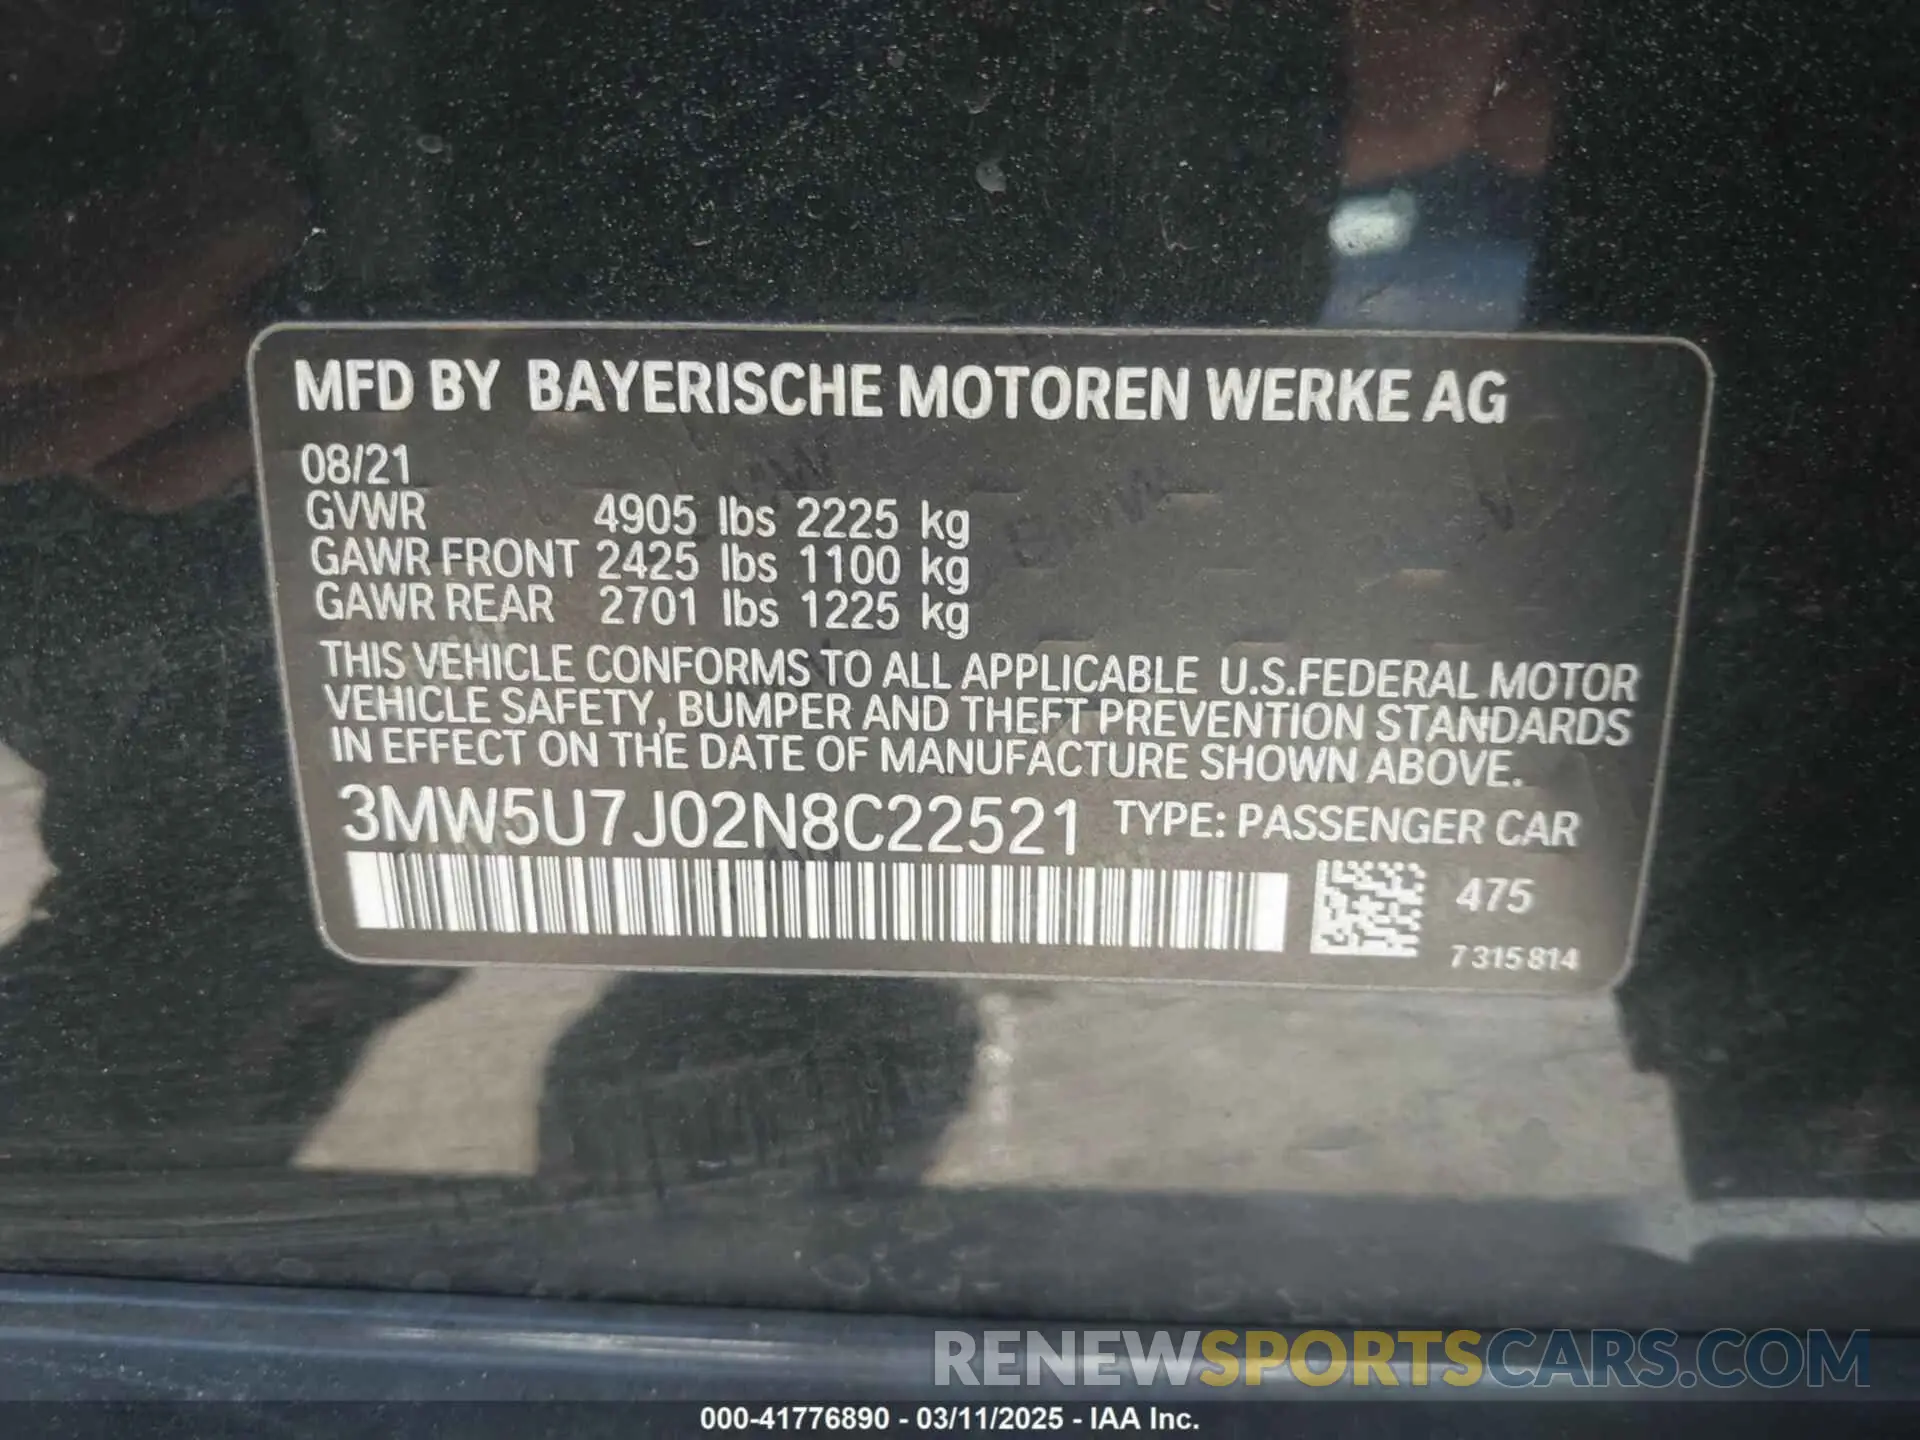 MFD BY BAYERISCHE MOTOREN WERKE AG
08/21
GVWR 4905 lbs 2225 kg
GAWR FRONT 2425 lbs 1100 kg
GAWR REAR 2701 lbs 1225 kg
THIS VEHICLE CONFORMS TO ALL APPLICABLE U.S.FEDERAL MOTOR
VEHICLE SAFETY, BUMPER AND THEFT PREVENTION STANDARDS
IN EFFECT ON THE DATE OF MANUFACTURE SHOWN ABOVE.
3MW5U7J02N8C22521 TYPE: PASSENGER CAR
475
7 315 814
RENEWSPORTSCARS.COM
000-41776890 - 03/11/2025 - IAA Inc.